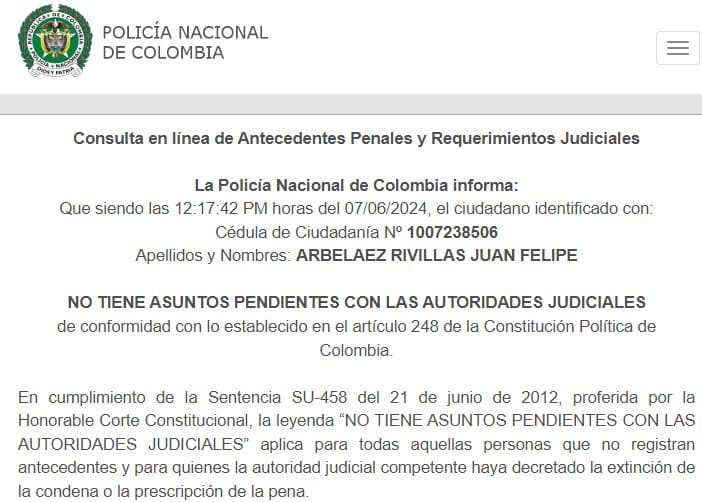 POLICÍA NACIONAL
DE COLOMBIA
REPUBLICA DE COLOMBIA
POLICIA NACIONAL
DIOS Y PATRIA
Consulta en línea de Antecedentes Penales y Requerimientos Judiciales
La Policía Nacional de Colombia informa:
Que siendo las 12:17:42 PM horas del 07/06/2024, el ciudadano identificado con:
Cédula de Ciudadanía Nº 1007238506
Apellidos y Nombres: ARBELAEZ RIVILLAS JUAN FELIPE
NO TIENE ASUNTOS PENDIENTES CON LAS AUTORIDADES JUDICIALES
de conformidad con lo establecido en el artículo 248 de la Constitución Política de
Colombia.
En cumplimiento de la Sentencia SU-458 del 21 de junio de 2012, proferida por la
Honorable Corte Constitucional, la leyenda “NO TIENE ASUNTOS PENDIENTES CON LAS
AUTORIDADES JUDICIALES” aplica para todas aquellas personas que no registran
antecedentes y para quienes la autoridad judicial competente haya decretado la extinción de
la condena o la prescripción de la pena.